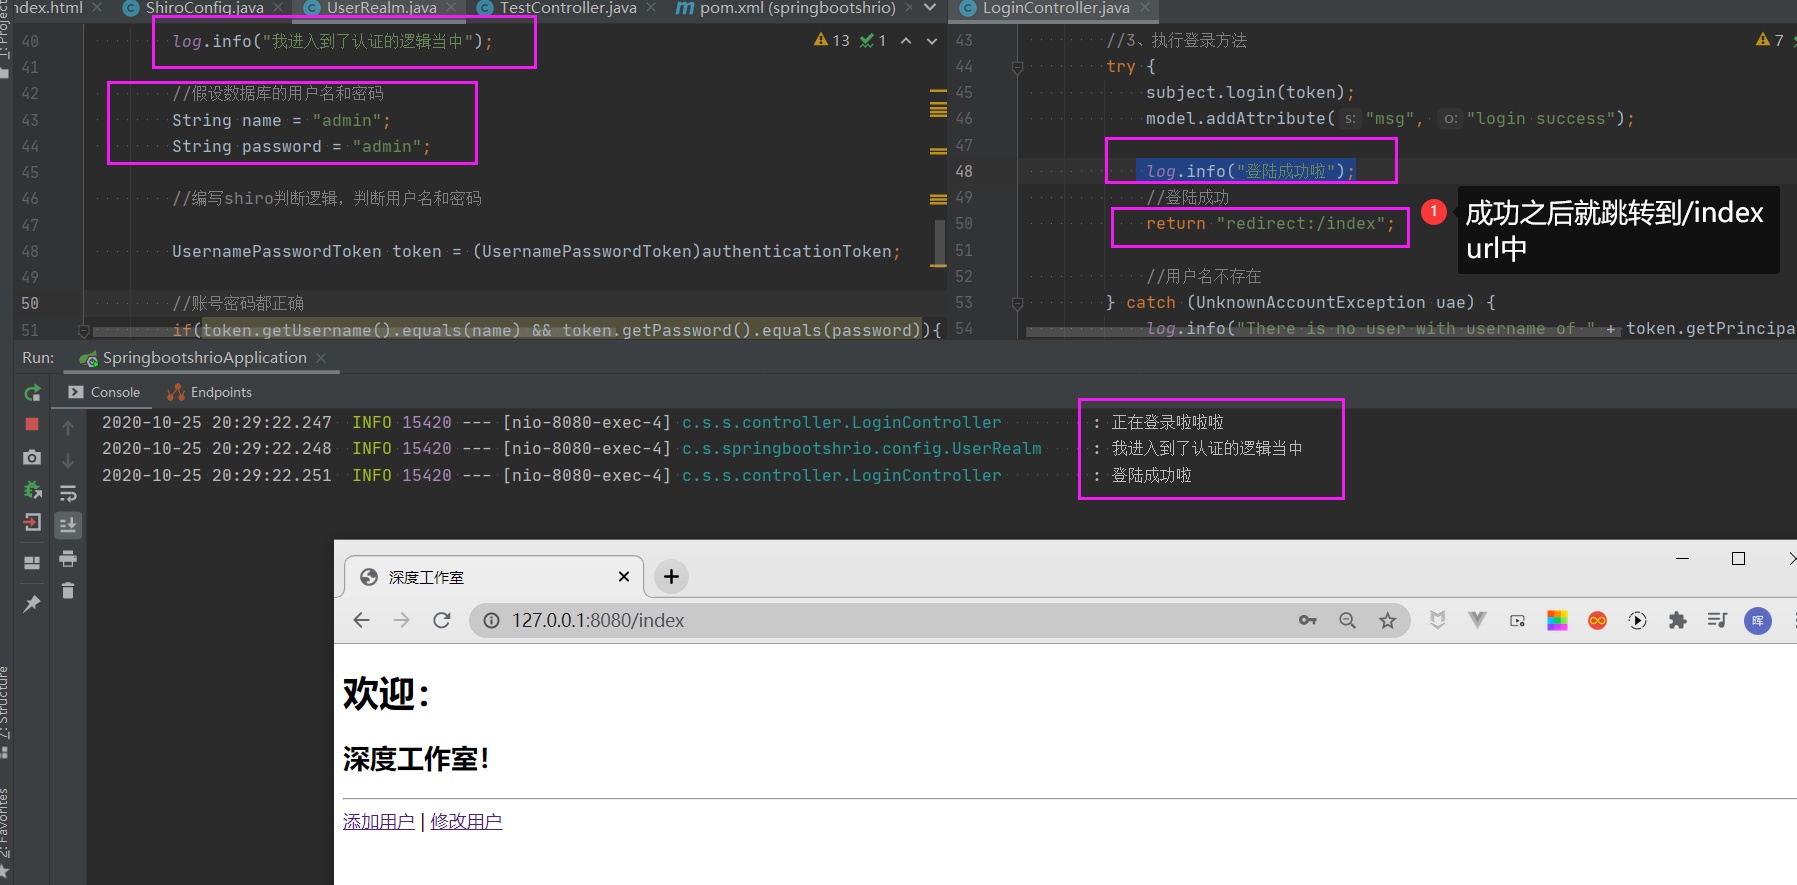 ndex.html
ShiroConfig.java
UserRealm.java
TestController.java
pom.xml (springbootshrio)
LoginController.java
1: Project
40 log.info("我进入到了认证的逻辑当中");
13 1
41
42 //假设数据库的用户名和密码
43 String name = "admin";
44 String password = "admin";
45
46 //编写shiro判断逻辑，判断用户名和密码
47
48 UsernamePasswordToken token = (UsernamePasswordToken)authenticationToken;
49
50 //账号密码都正确
51 if(token.getUsername().equals(name) && token.getPassword().equals(password)){
43 //3、执行登录方法
7
44 try {
45 subject.login(token);
46 model.addAttribute( s: "msg", o: "login success");
47
48 log.info("登陆成功啦");
49 //登陆成功
50 return "redirect:/index";
51
52 //用户名不存在
53 } catch (UnknownAccountException uae) {
54 log.info("There is no user with username of " + token.getPrincipa
1
成功之后就跳转到/index
url中
Run: SpringbootshrioApplication
Console Endpoints
2020-10-25 20:29:22.247 INFO 15420 --- [nio-8080-exec-4] c.s.s.controller.LoginController : 正在登录啦啦啦
2020-10-25 20:29:22.248 INFO 15420 --- [nio-8080-exec-4] c.s.springbootshrio.config.UserRealm : 我进入到了认证的逻辑当中
2020-10-25 20:29:22.251 INFO 15420 --- [nio-8080-exec-4] c.s.s.controller.LoginController : 登陆成功啦
7: Structure
2: Favorites
深度工作室
127.0.0.1:8080/index
晖
欢迎：
深度工作室！
添加用户 | 修改用户